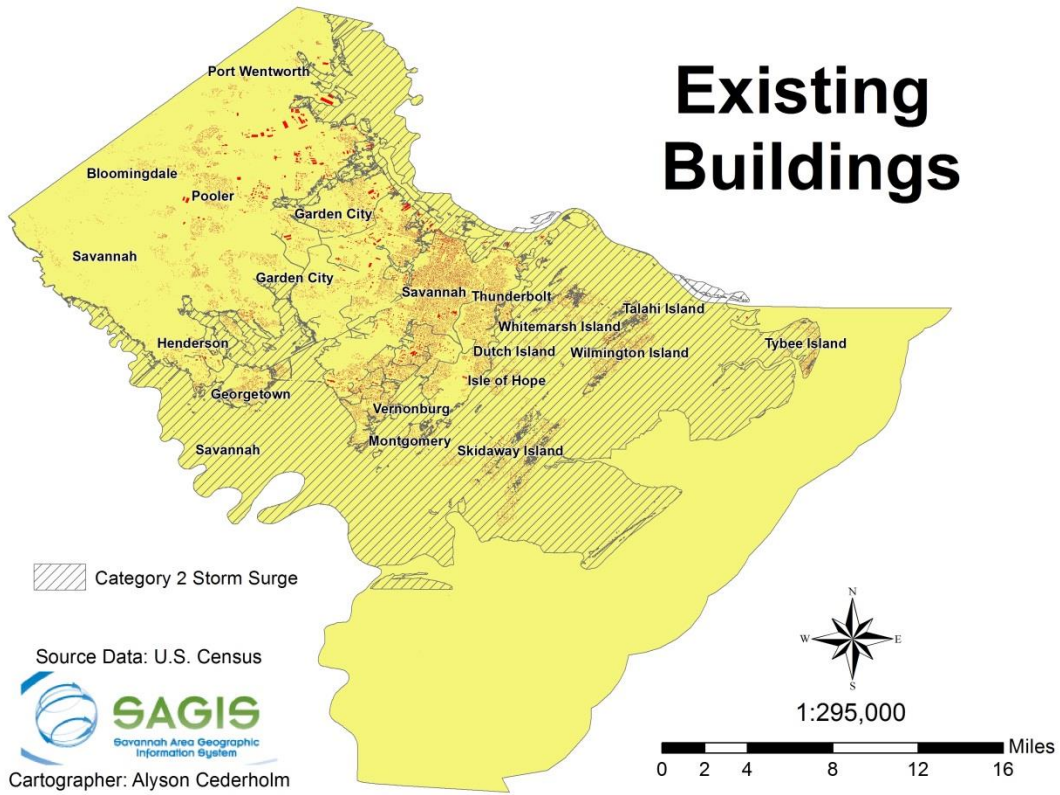 Existing
Buildings
Port Wentworth
Bloomingdale
Pooler
Garden City
Savannah
Garden City
Savannah
Thunderbolt
Talahi Island
Whitemarsh Island
Henderson
Dutch Island
Wilmington Island
Tybee Island
Isle of Hope
Georgetown
Vernonburg
Montgomery
Savannah
Skidaway Island
Category 2 Storm Surge
Source Data: U.S. Census
SAGIS
Savannah Area Geographic
Information System
Cartographer: Alyson Cederholm
N
W E
S
1:295,000
Miles
0 2 4 8 12 16